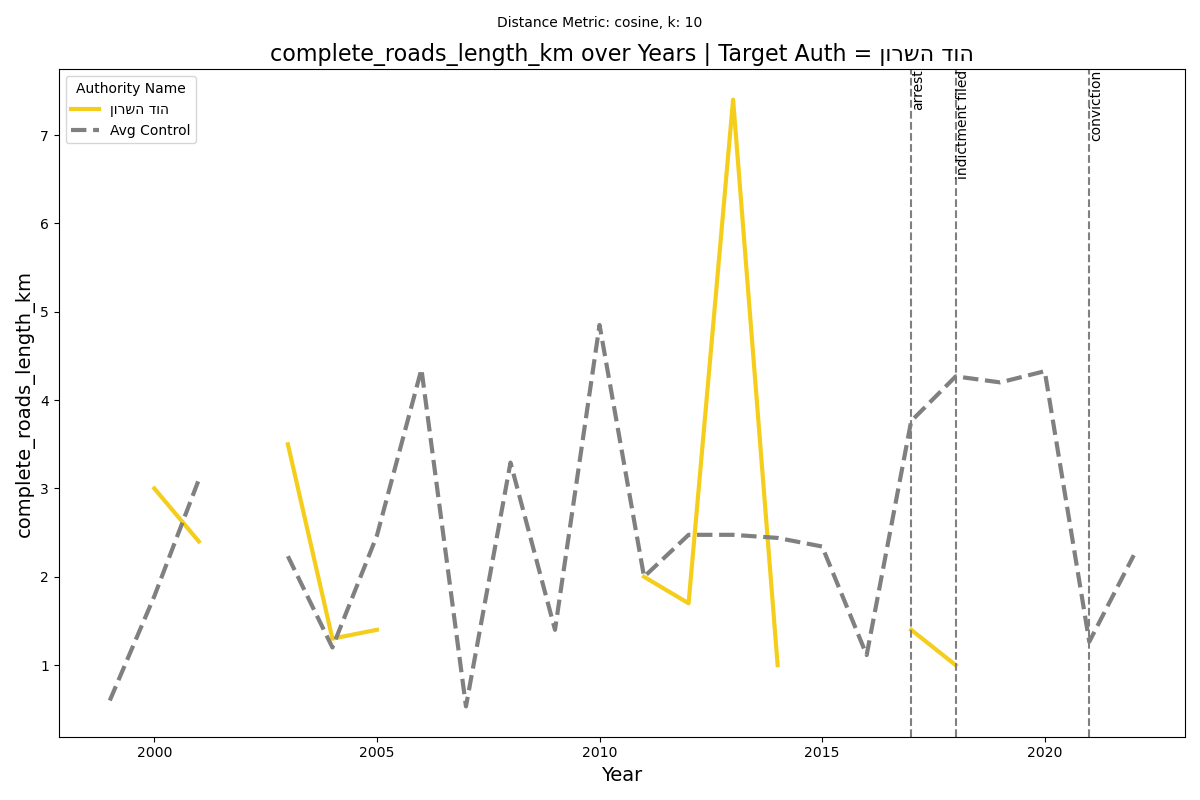 Distance Metric: cosine, k: 10
complete_roads_length_km over Years | Target Auth = הוד השרון
Authority Name
הוד השרון
Avg Control
arrest
indictment filed
conviction
complete_roads_length_km
7
6
5
4
3
2
1
2000
2005
2010
2015
2020
Year